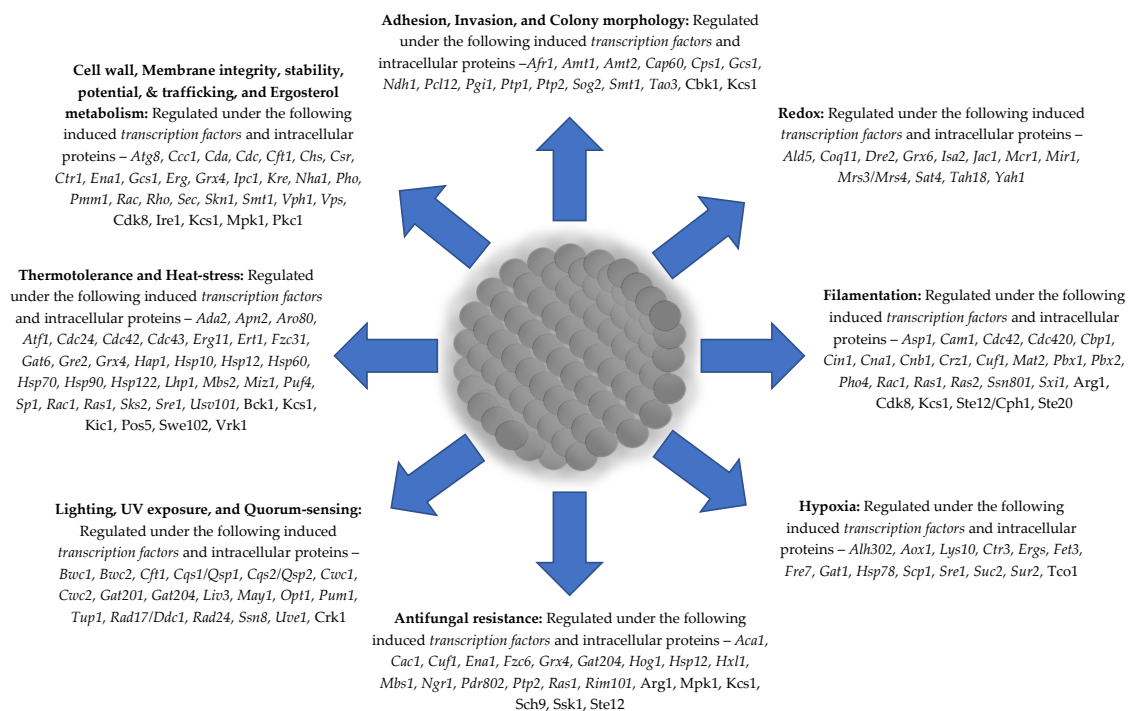 Adhesion, Invasion, and Colony morphology: Regulated
under the following induced transcription factors and
intracellular proteins –Afr1, Amt1, Amt2, Cap60, Cps1, Gcs1,
Ndh1, Pcl12, Pgi1, Ptp1, Ptp2, Sog2, Smt1, Tao3, Cbk1, Kcs1
Cell wall, Membrane integrity, stability,
potential, & trafficking, and Ergosterol
metabolism: Regulated under the following
induced transcription factors and intracellular
proteins – Atg8, Ccc1, Cda, Cdc, Cft1, Chs, Csr,
Ctr1, Ena1, Gcs1, Erg, Grx4, Ipc1, Kre, Nha1, Pho,
Pmm1, Rac, Rho, Sec, Skn1, Smt1, Vph1, Vps,
Cdk8, Ire1, Kcs1, Mpk1, Pkc1
Redox: Regulated under the following induced
transcription factors and intracellular proteins –
Ald5, Coq11, Dre2, Grx6, Isa2, Jac1, Mcr1, Mir1,
Mrs3/Mrs4, Sat4, Tah18, Yah1
Thermotolerance and Heat-stress: Regulated
under the following induced transcription factors
and intracellular proteins – Ada2, Apn2, Aro80,
Atf1, Cdc24, Cdc42, Cdc43, Erg11, Ert1, Fzc31,
Gat6, Gre2, Grx4, Hap1, Hsp10, Hsp12, Hsp60,
Hsp70, Hsp90, Hsp122, Lhp1, Mbs2, Miz1, Puf4,
Sp1, Rac1, Ras1, Sks2, Sre1, Usv101, Bck1, Kcs1,
Kic1, Pos5, Swe102, Vrk1
Filamentation: Regulated under the following
induced transcription factors and intracellular
proteins – Asp1, Cam1, Cdc42, Cdc420, Cbp1,
Cin1, Cna1, Cnb1, Crz1, Cuf1, Mat2, Pbx1, Pbx2,
Pho4, Rac1, Ras1, Ras2, Ssn801, Sxi1, Arg1,
Cdk8, Kcs1, Ste12/Cph1, Ste20
Lighting, UV exposure, and Quorum-sensing:
Regulated under the following induced
transcription factors and intracellular proteins –
Bwc1, Bwc2, Cft1, Cqs1/Qsp1, Cqs2/Qsp2, Cwc1,
Cwc2, Gat201, Gat204, Liv3, May1, Opt1, Pum1,
Tup1, Rad17/Ddc1, Rad24, Ssn8, Uve1, Crk1
Hypoxia: Regulated under the following
induced transcription factors and intracellular
proteins – Alh302, Aox1, Lys10, Ctr3, Ergs, Fet3,
Fre7, Gat1, Hsp78, Scp1, Sre1, Suc2, Sur2, Tco1
Antifungal resistance: Regulated under the following
induced transcription factors and intracellular proteins – Aca1,
Cac1, Cuf1, Ena1, Fzc6, Grx4, Gat204, Hog1, Hsp12, Hxl1,
Mbs1, Ngr1, Pdr802, Ptp2, Ras1, Rim101, Arg1, Mpk1, Kcs1,
Sch9, Ssk1, Ste12